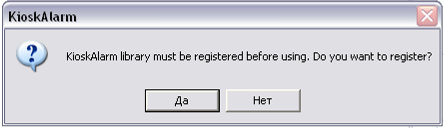 KioskAlarm
KioskAlarm library must be registered before using. Do you want to register?
Да Нет